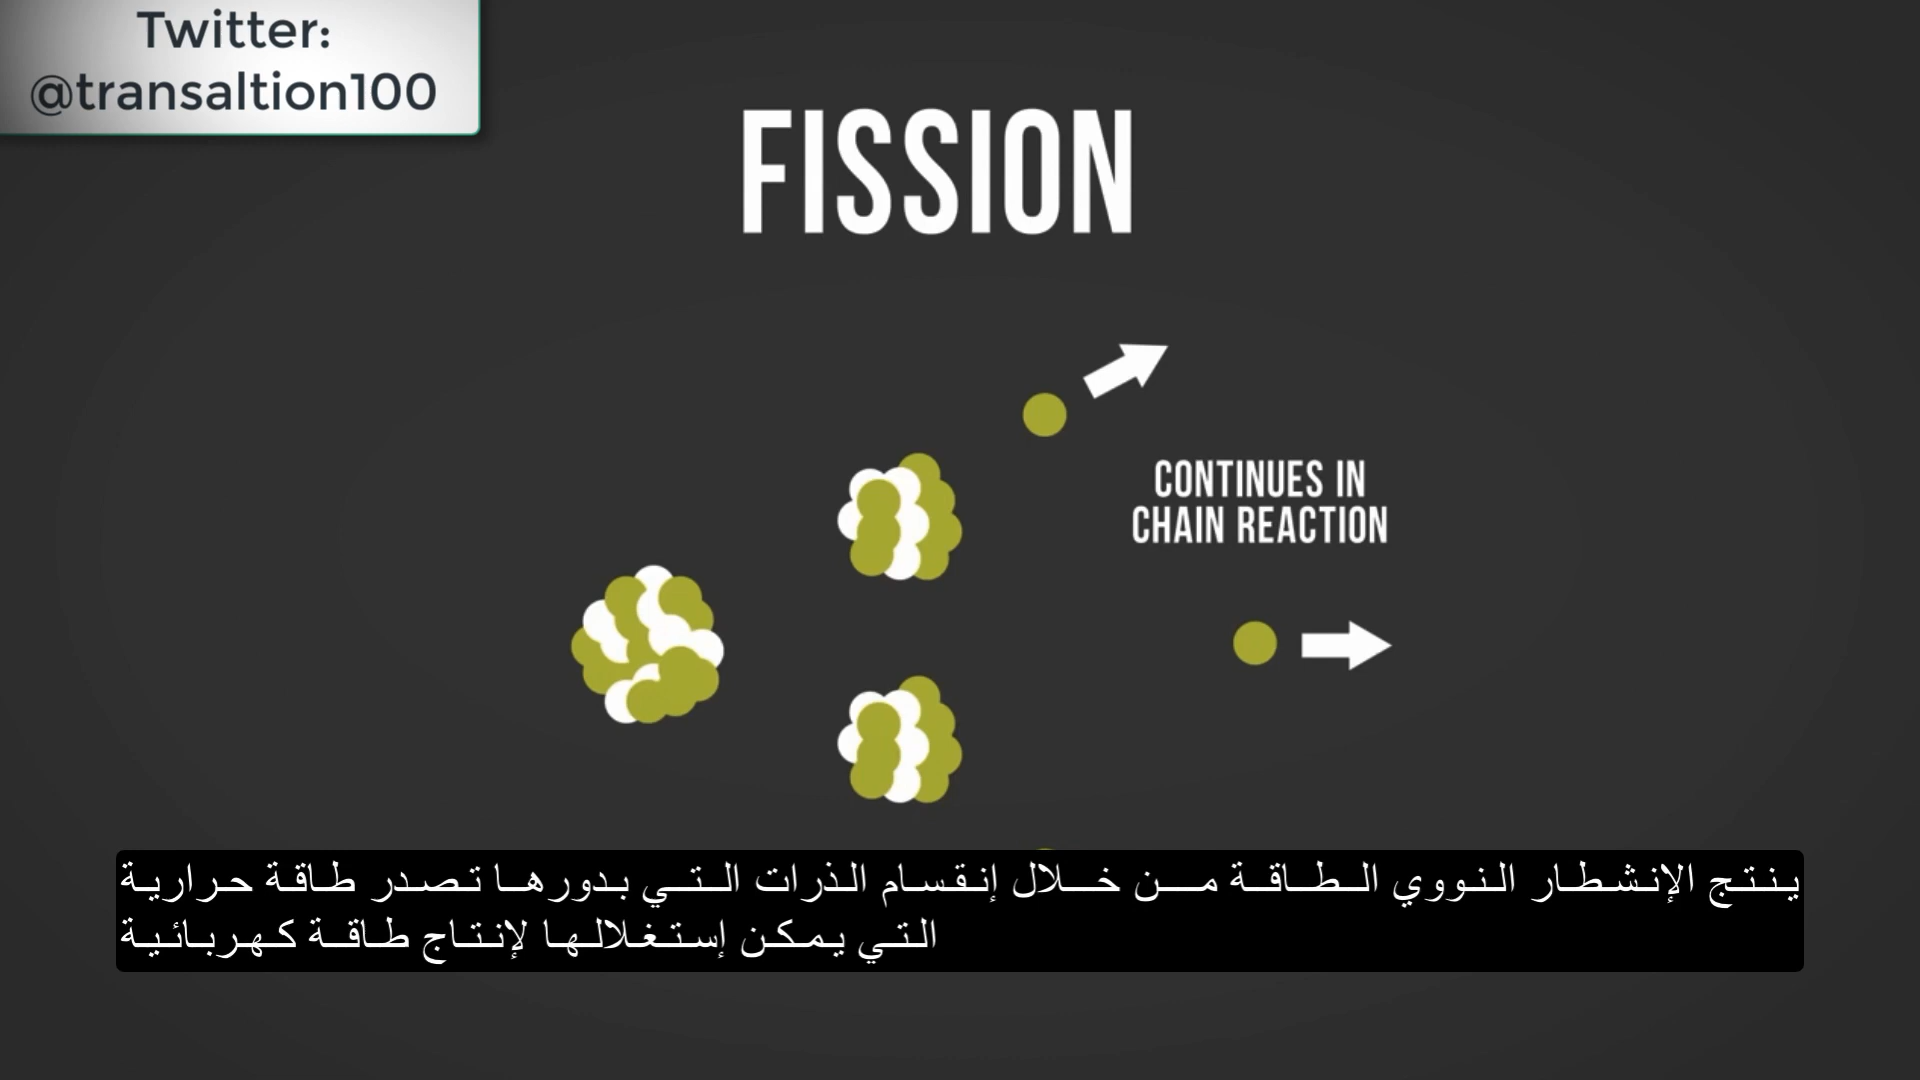 Twitter:
@transaltion100
FISSION
CONTINUES IN
CHAIN REACTION
ينتج الإنشطار النووي الطاقة من خلال إنقسام الذرات التي بدورها تصدر طاقة حرارية
التي يمكن إستغلالها لإنتاج طاقة كهربائية